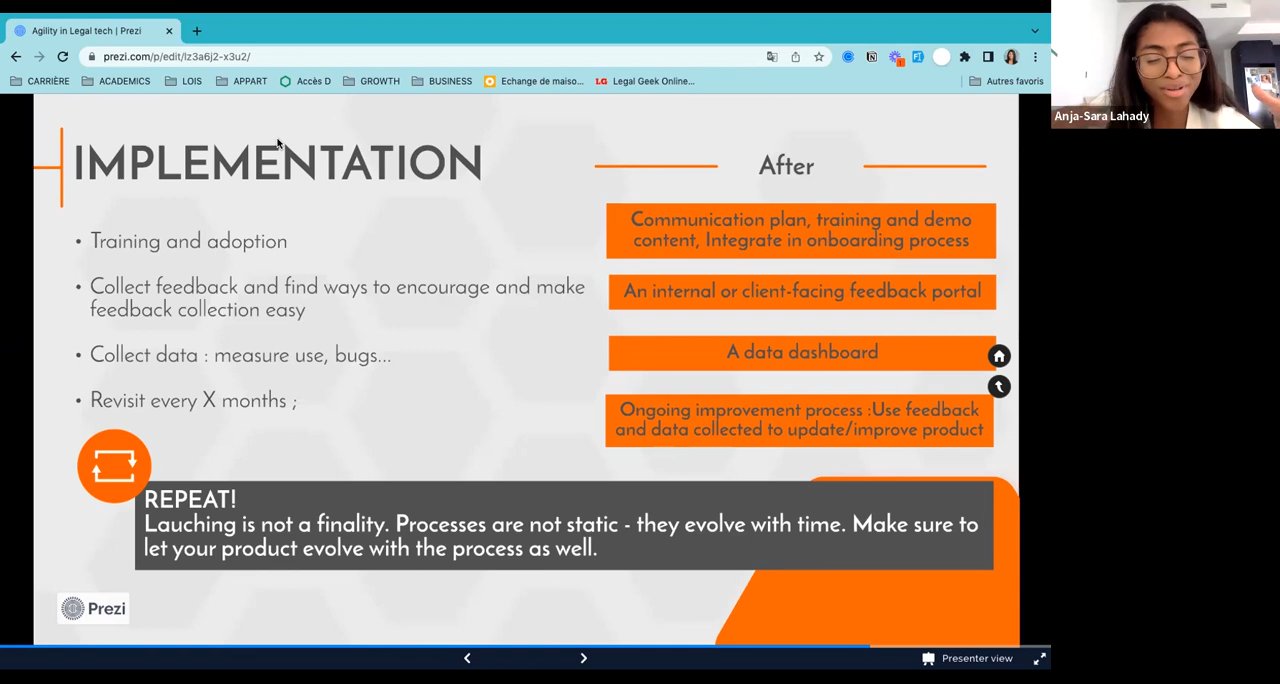 Agility in Legal tech | Prezi
prezi.com/p/edit/lz3a6j2-x3u2/
CARRIÈRE
ACADEMICS
LOIS
APPART
Accès D
GROWTH
BUSINESS
Echange de maiso...
LG Legal Geek Online...
Autres favoris
Anja-Sara Lahady
IMPLEMENTATION
After
• Training and adoption
• Collect feedback and find ways to encourage and make
feedback collection easy
• Collect data : measure use, bugs...
• Revisit every X months ;
Communication plan, training and demo
content, Integrate in onboarding process
An internal or client-facing feedback portal
A data dashboard
Ongoing improvement process :Use feedback
and data collected to update/improve product
REPEAT!
Lauching is not a finality. Processes are not static - they evolve with time. Make sure to
let your product evolve with the process as well.
Prezi
Presenter view